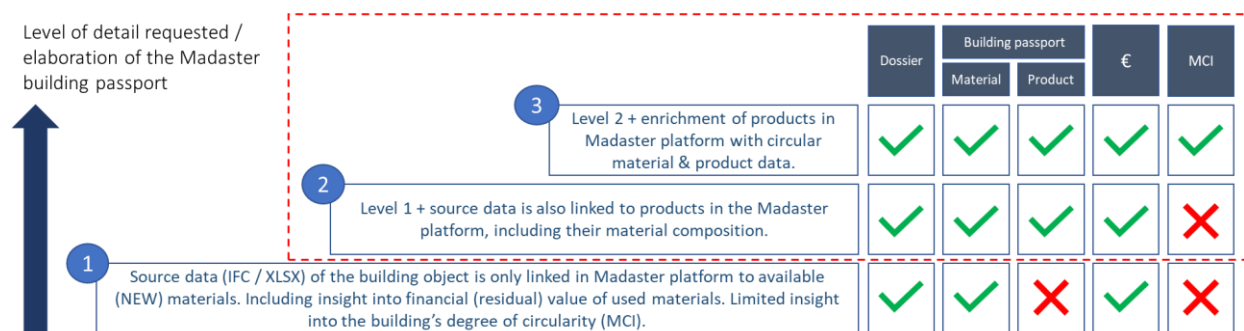 Level of detail requested /
elaboration of the Madaster
building passport
Dossier
Building passport
Material
Product
€
MCI
3
Level 2 + enrichment of products in
Madaster platform with circular
material & product data.
2
Level 1 + source data is also linked to products in the Madaster
platform, including their material composition.
1
Source data (IFC / XLSX) of the building object is only linked in Madaster platform to available
(NEW) materials. Including insight into financial (residual) value of used materials. Limited insight
into the building's degree of circularity (MCI).